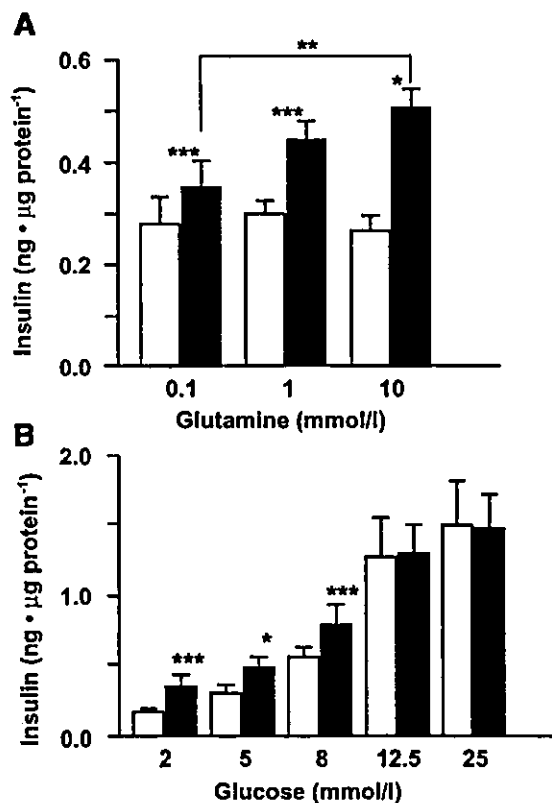 A
**
0.6
*
***
***
0.4
0.2
0.0
Insulin (ng • µg protein⁻¹)
0.1 1 10
Glutamine (mmol/l)
B
2.0
1.0
0.0
Insulin (ng • µg protein⁻¹)
***
*
***
2 5 8 12.5 25
Glucose (mmol/l)